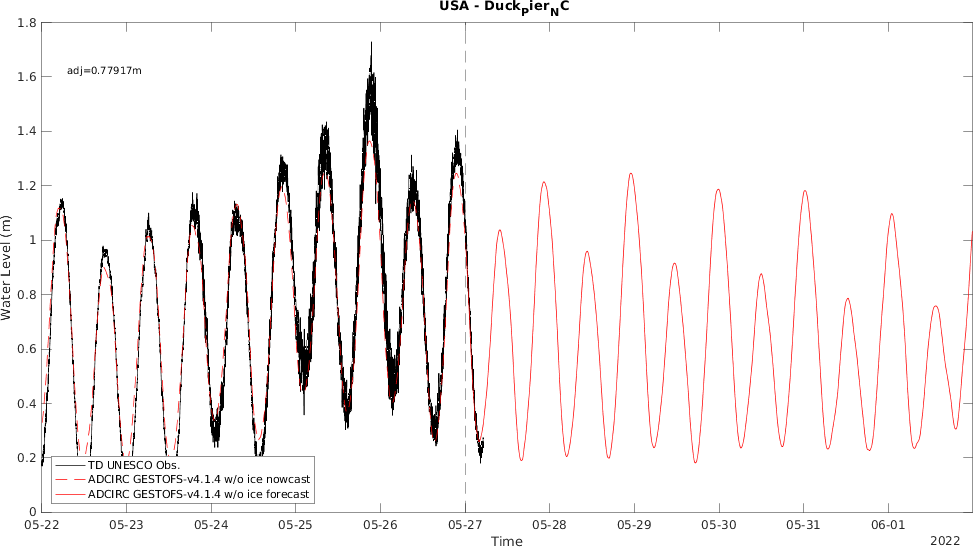 USA - Duck_Pier_NC
1.8
1.6
1.4
1.2
1
0.8
0.6
0.4
0.2
0
Water Level (m)
adj=0.77917m
TD UNESCO Obs.
ADCIRC GESTOFS-v4.1.4 w/o ice nowcast
ADCIRC GESTOFS-v4.1.4 w/o ice forecast
05-22 05-23 05-24 05-25 05-26 05-27 05-28 05-29 05-30 05-31 06-01
Time
2022